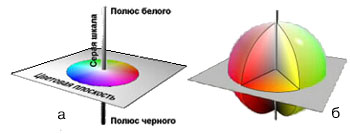 Полюс белого
Серая шкала
Цветовая плоскость
Полюс черного
а
б